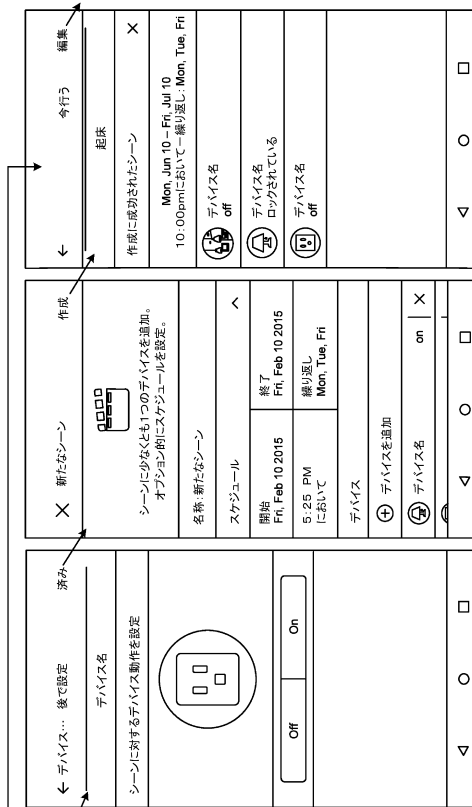 ← デバイス… 後で設定 済み
デバイス名
シーンに対するデバイス動作を設定
Off On
× 新たなシーン 作成
シーンに少なくとも1つのデバイスを追加。
オプション的にスケジュールを設定。
名称:新たなシーン
スケジュール
開始
Fri, Feb 10 2015
終了
Fri, Feb 10 2015
5:25 PM
において
繰り返し
Mon, Tue, Fri
デバイス
デバイスを追加
デバイス名 on ×
← 今行う 編集
起床
作成に成功されたシーン ×
Mon, Jun 10 – Fri, Jul 10
10:00pmにおいてー繰り返し: Mon, Tue, Fri
デバイス名
off
デバイス名
ロックされている
デバイス名
off